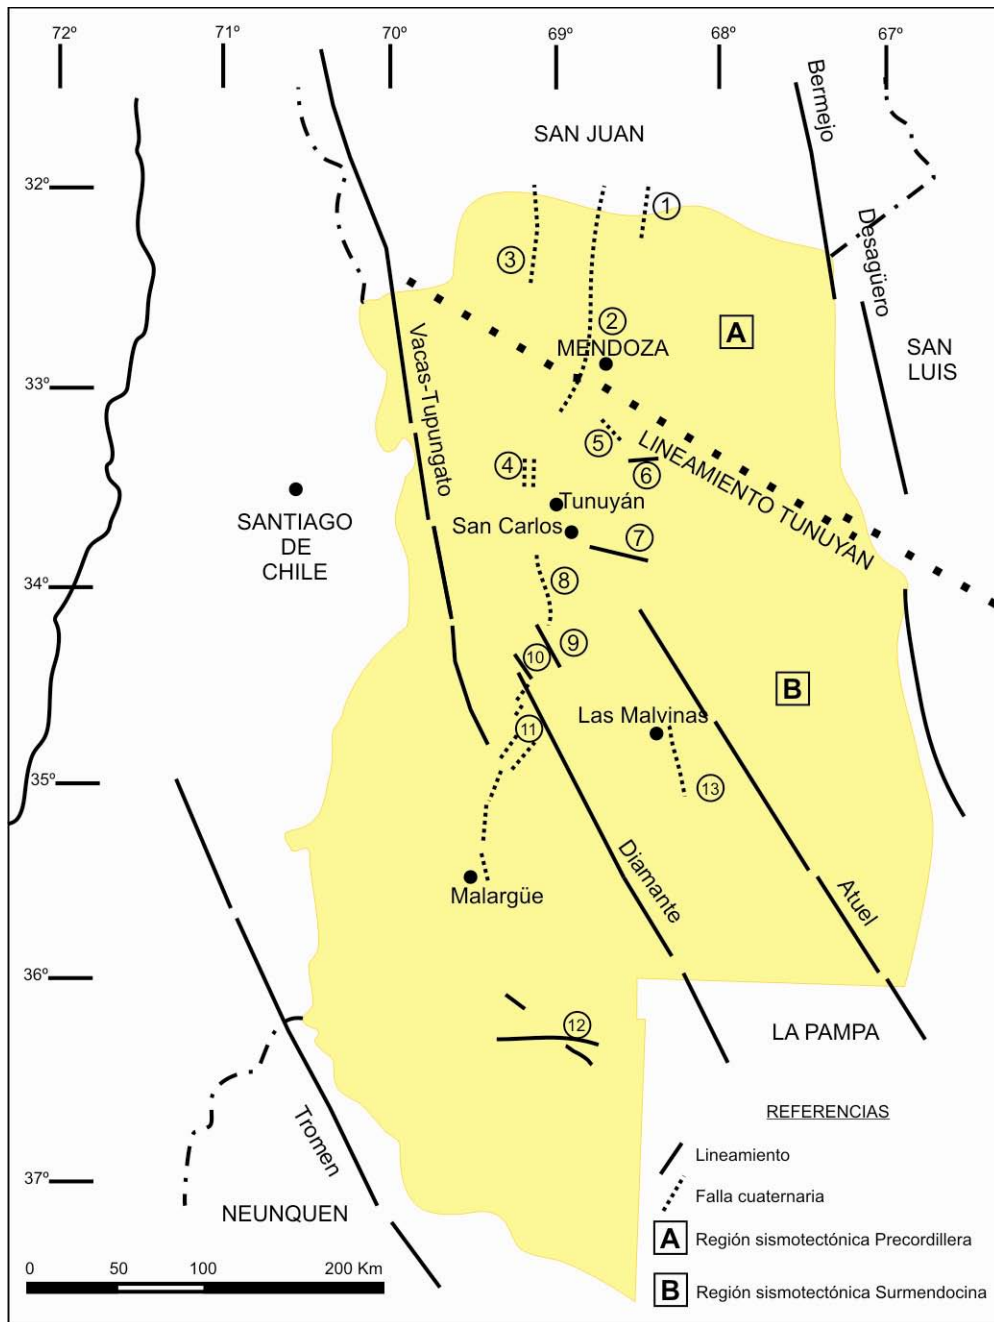 72º
71º
70º
69º
68º
67º
Bermejo
SAN JUAN
32º
1
Desagüero
3
2
A
MENDOZA
SAN
LUIS
Vacas-Tupungato
33º
5
LINEAMIENTO TUNUYÁN
4
6
SANTIAGO
DE
CHILE
Tunuyán
San Carlos
7
34º
8
9
10
B
Las Malvinas
11
35º
13
Diamante
Malargüe
Atuel
36º
12
LA PAMPA
Tromen
37º
NEUNQUEN
REFERENCIAS
Lineamiento
Falla cuaternaria
A Región sismotectónica Precordillera
B Región sismotectónica Surmendocina
0 50 100 200 Km